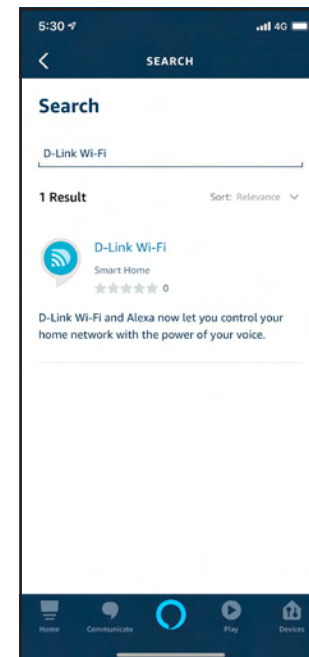 5:30 4G
SEARCH
Search
D-Link Wi-Fi
1 Result Sort: Relevance
D-Link Wi-Fi
Smart Home
0
D-Link Wi-Fi and Alexa now let you control your
home network with the power of your voice.
Home Communicate Play Devices